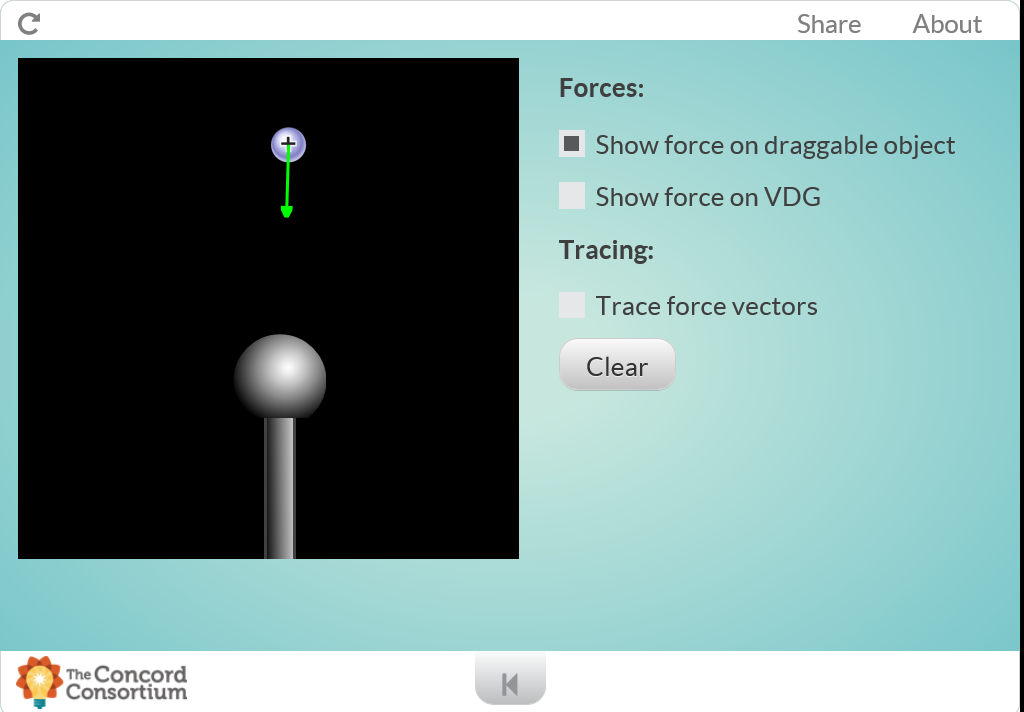 Share About
Forces:
+
Show force on draggable object
Show force on VDG
Tracing:
Trace force vectors
Clear
The Concord
Consortium